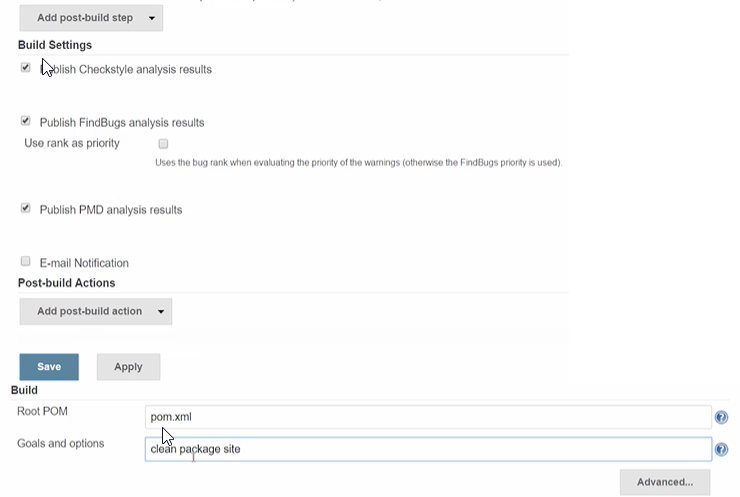 Add post-build step
Build Settings
Publish Checkstyle analysis results
Publish FindBugs analysis results
Use rank as priority
Uses the bug rank when evaluating the priority of the warnings (otherwise the FindBugs priority is used).
Publish PMD analysis results
E-mail Notification
Post-build Actions
Add post-build action
Save Apply
Build
Root POM pom.xml
Goals and options clean package site
Advanced...